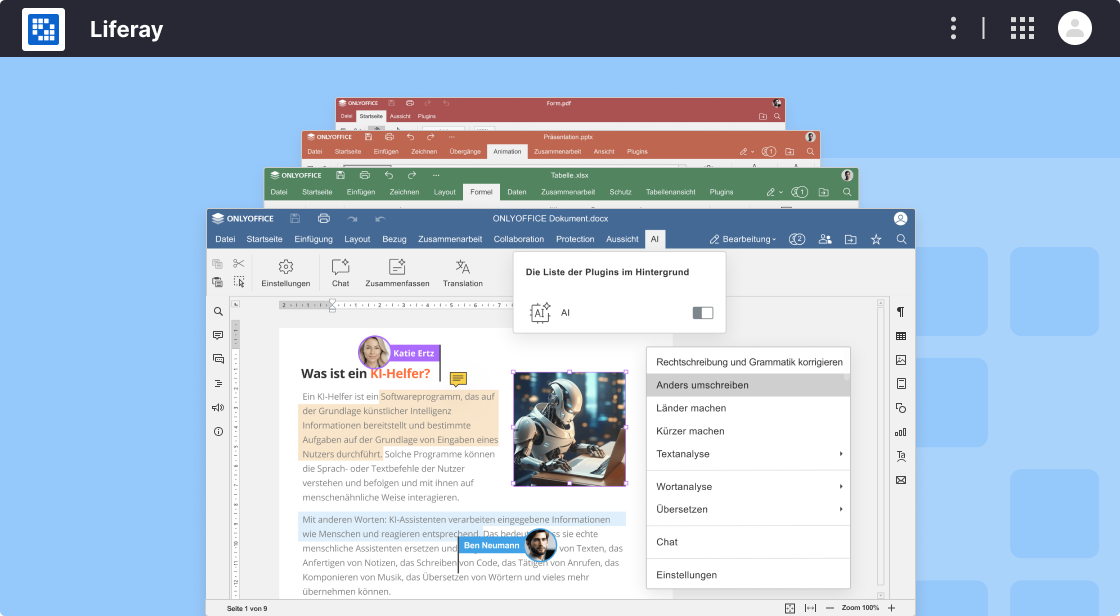 Liferay
ONLYOFFICE
Form.pdf
Datei Startseite Aussicht Plugins
ONLYOFFICE
Präsentation.pptx
Datei Startseite Einfügen Zeichnen Übergänge Animation Zusammenarbeit Ansicht Plugins
ONLYOFFICE
Tabelle.xlsx
Datei Startseite Einfügen Zeichnen Layout Formel Daten Zusammenarbeit Schutz Tabellenansicht Plugins
ONLYOFFICE
ONLYOFFICE Dokument.docx
Datei Startseite Einfügung Layout Bezug Zusammenarbeit Collaboration Protection Aussicht AI Bearbeitung 2
Einstellungen Chat Zusammenfassen Translation
Die Liste der Plugins im Hintergrund
AI AI
Katie Ertz
Was ist ein KI-Helfer?
Ein KI-Helfer ist ein Softwareprogramm, das auf
der Grundlage künstlicher Intelligenz
Informationen bereitstellt und bestimmte
Aufgaben auf der Grundlage von Eingaben eines
Nutzers durchführt. Solche Programme können
die Sprach- oder Textbefehle der Nutzer
verstehen und befolgen und mit ihnen auf
menschenähnliche Weise interagieren.
Mit anderen Worten: KI-Assistenten verarbeiten eingegebene Informationen
wie Menschen und reagieren entsprechend. Das sie echte
Ben Neumann
menschliche Assistenten ersetzen und von Texten, das
Anfertigen von Notizen, das Schreiben von Code, das Tätigen von Anrufen, das
Komponieren von Musik, das Übersetzen von Wörtern und vieles mehr
übernehmen können.
Rechtschreibung und Grammatik korrigieren
Anders umschreiben
Länder machen
Kürzer machen
Textanalyse
Wortanalyse
Übersetzen
Chat
Einstellungen
Seite 1 von 9
Zoom 100%